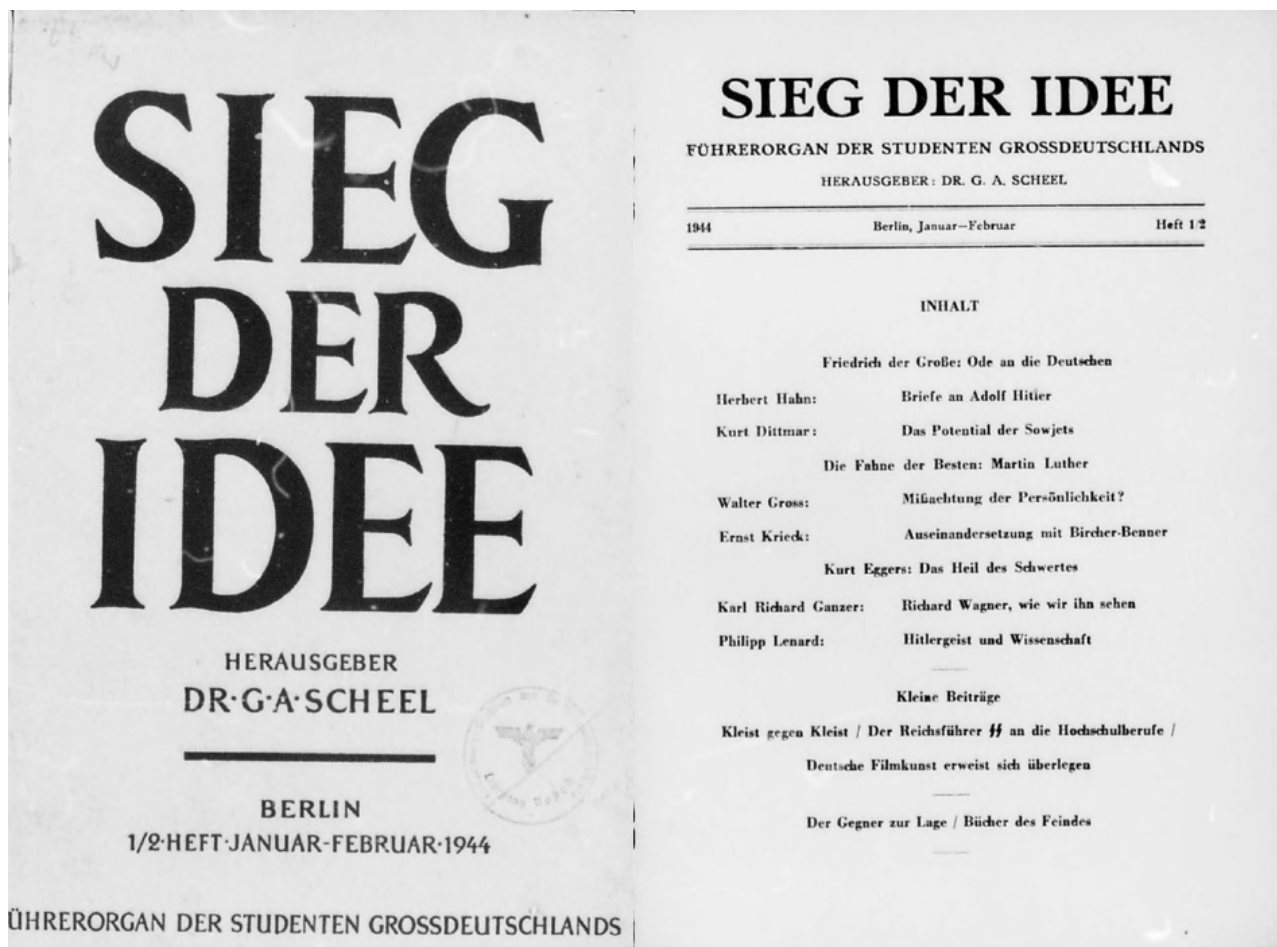 SIEG
DER
IDEE
HERAUSGEBER
DR·G·A·SCHEEL
BERLIN
1/2·HEFT·JANUAR-FEBRUAR·1944
ÜHRERORGAN DER STUDENTEN GROSSDEUTSCHLANDS
SIEG DER IDEE
FÜHRERORGAN DER STUDENTEN GROSSDEUTSCHLANDS
HERAUSGEBER: DR. G. A. SCHEEL
1944 Berlin, Januar—Februar Heft 1/2
INHALT
Friedrich der Große: Ode an die Deutschen
Herbert Hahn: Briefe an Adolf Hitler
Kurt Dittmar: Das Potential der Sowjets
Die Fahne der Besten: Martin Luther
Walter Gross: Mißachtung der Persönlichkeit?
Ernst Krieck: Auseinandersetzung mit Bircher-Benner
Kurt Eggers: Das Heil des Schwertes
Karl Richard Ganzer: Richard Wagner, wie wir ihn sehen
Philipp Lenard: Hitlergeist und Wissenschaft
Kleine Beiträge
Kleist gegen Kleist / Der Reichsführer ᛋᛋ an die Hochschulberufe /
Deutsche Filmkunst erweist sich überlegen
Der Gegner zur Lage / Bücher des Feindes